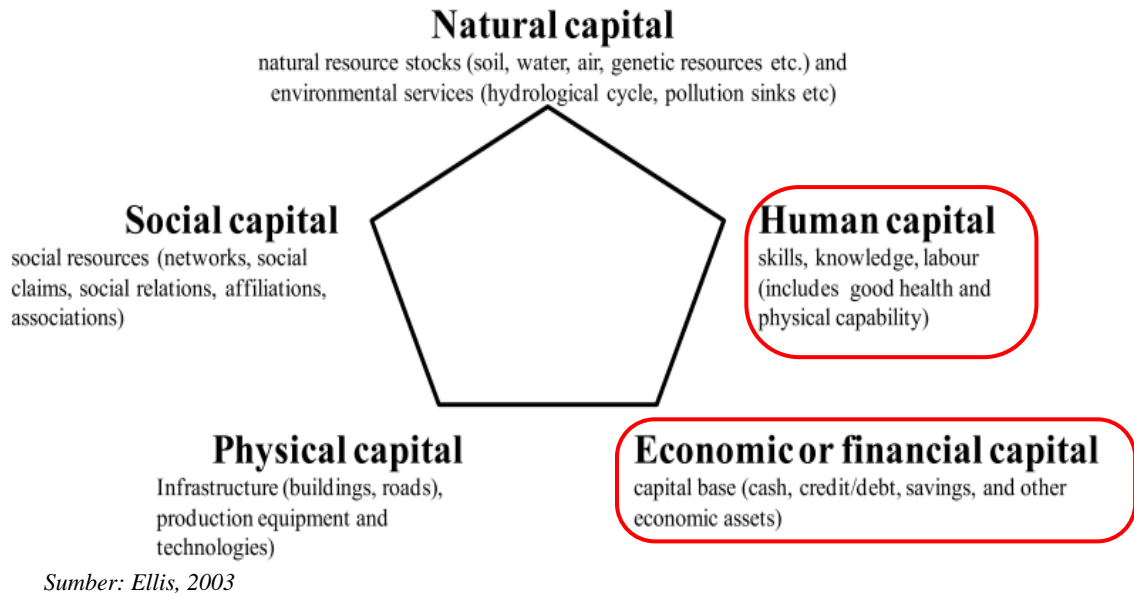 Natural capital
natural resource stocks (soil, water, air, genetic resources etc.) and
environmental services (hydrological cycle, pollution sinks etc)
Social capital
social resources (networks, social
claims, social relations, affiliations,
associations)
Human capital
skills, knowledge, labour
(includes good health and
physical capability)
Physical capital
Infrastructure (buildings, roads),
production equipment and
technologies)
Economic or financial capital
capital base (cash, credit/debt, savings, and other
economic assets)
Sumber: Ellis, 2003